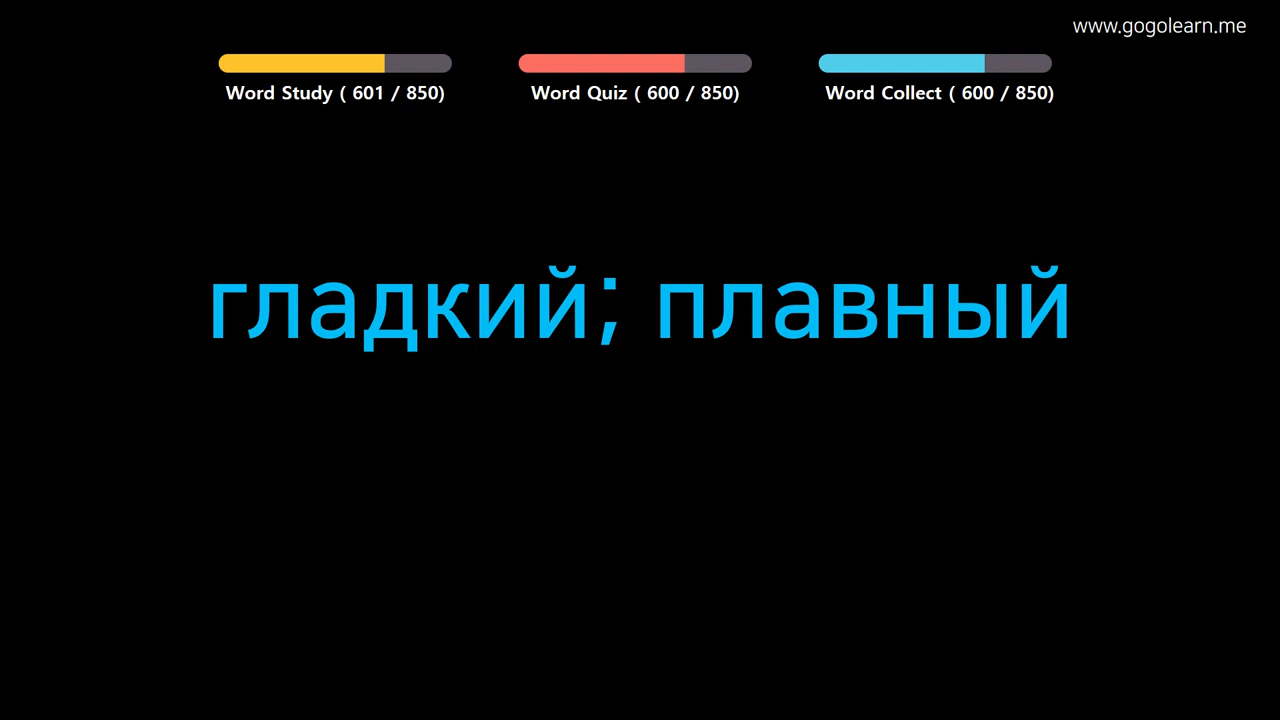 www.gogolearn.me
Word Study ( 601 / 850)
Word Quiz ( 600 / 850)
Word Collect ( 600 / 850)
гладкий; плавный